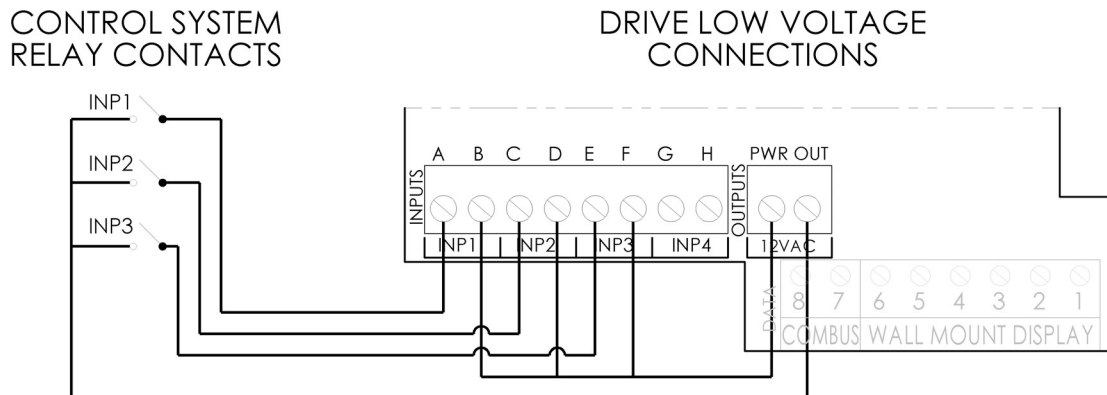 CONTROL SYSTEM
RELAY CONTACTS
DRIVE LOW VOLTAGE
CONNECTIONS
INP1
INP2
INP3
A B C D E F G H
PWR OUT
INPUTS
OUTPUTS
INP1 INP2 INP3 INP4
12VAC
DATA
8 7 6 5 4 3 2 1
COMBUS WALL MOUNT DISPLAY